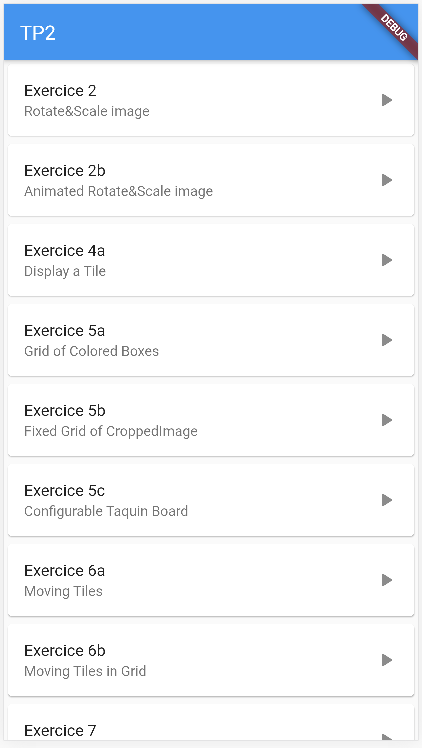 TP2
DEBUG
Exercice 2
Rotate&Scale image
Exercice 2b
Animated Rotate&Scale image
Exercice 4a
Display a Tile
Exercice 5a
Grid of Colored Boxes
Exercice 5b
Fixed Grid of CroppedImage
Exercice 5c
Configurable Taquin Board
Exercice 6a
Moving Tiles
Exercice 6b
Moving Tiles in Grid
Exercice 7